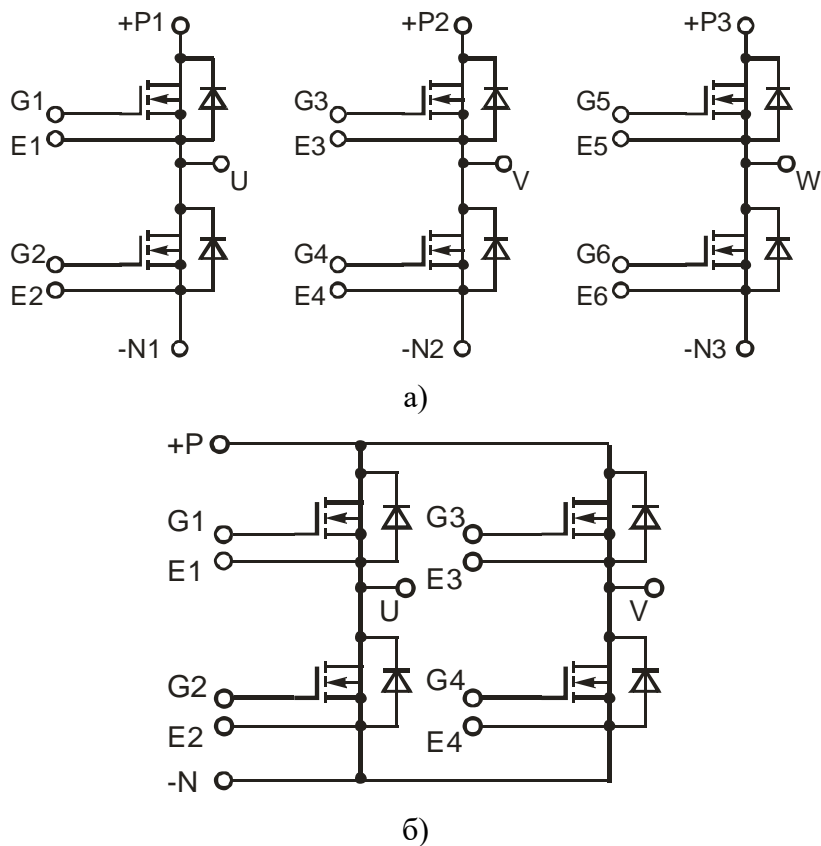 +P1 +P2 +P3
G1 G3 G5
E1 E3 E5
U V W
G2 G4 G6
E2 E4 E6
-N1 -N2 -N3
а)
+P
G1 G3
E1 E3
U V
G2 G4
E2 E4
-N
б)